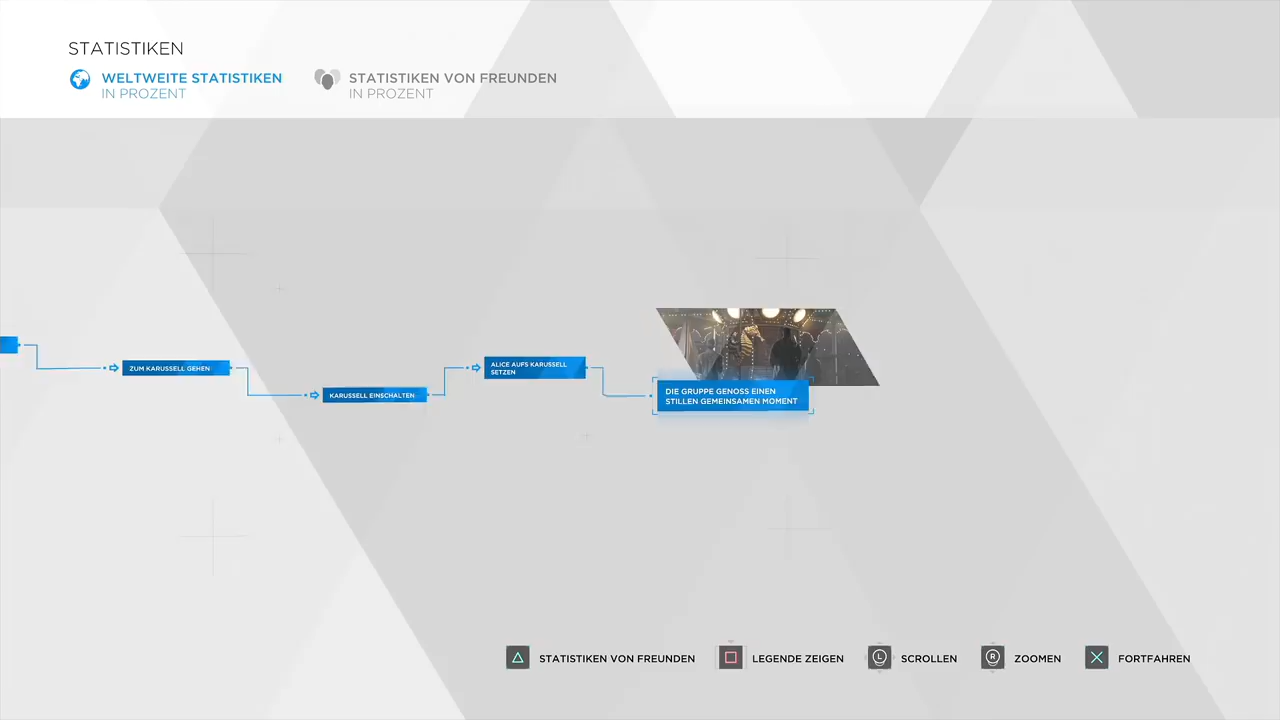 STATISTIKEN
WELTWEITE STATISTIKEN
IN PROZENT
STATISTIKEN VON FREUNDEN
IN PROZENT
ZUM KARUSSELL GEHEN
KARUSSELL EINSCHALTEN
ALICE AUFS KARUSSELL
SETZEN
DIE GRUPPE GENOSS EINEN
STILLEN GEMEINSAMEN MOMENT
STATISTIKEN VON FREUNDEN
LEGENDE ZEIGEN
L
SCROLLEN
R
ZOOMEN
FORTFAHREN